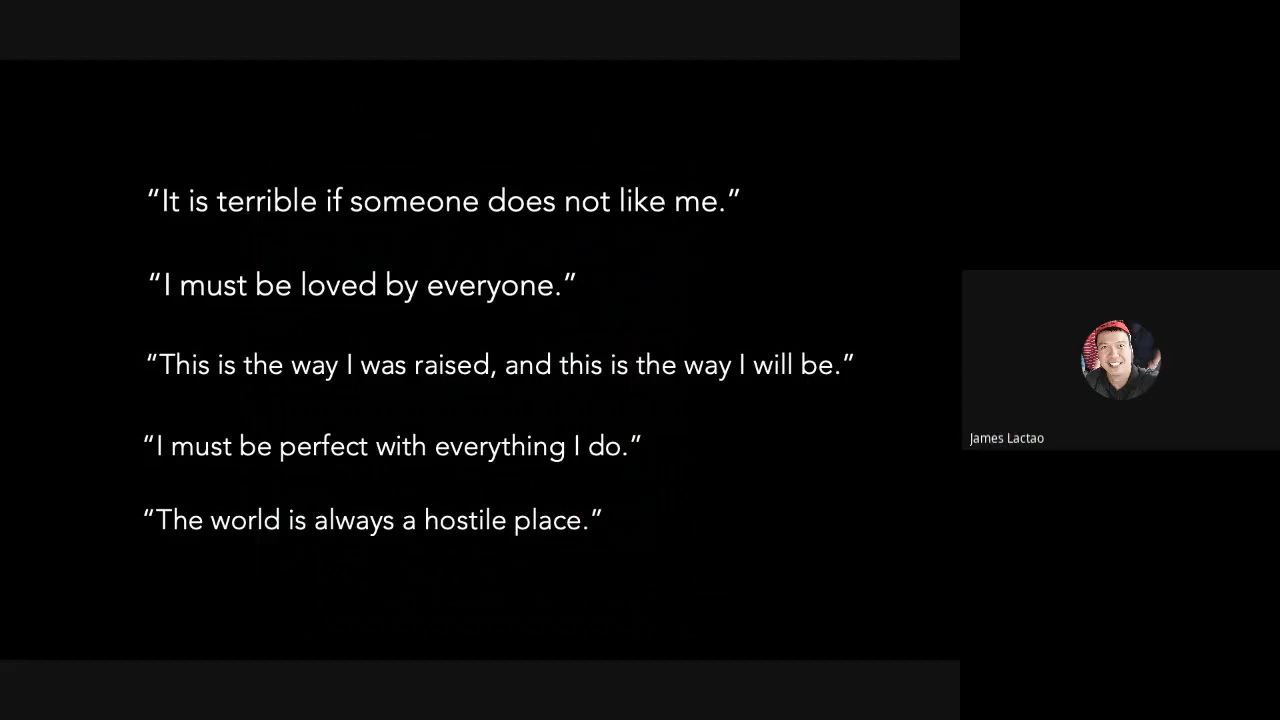 “It is terrible if someone does not like me.”
“I must be loved by everyone.”
“This is the way I was raised, and this is the way I will be.”
“I must be perfect with everything I do.”
“The world is always a hostile place.”
James Lactao